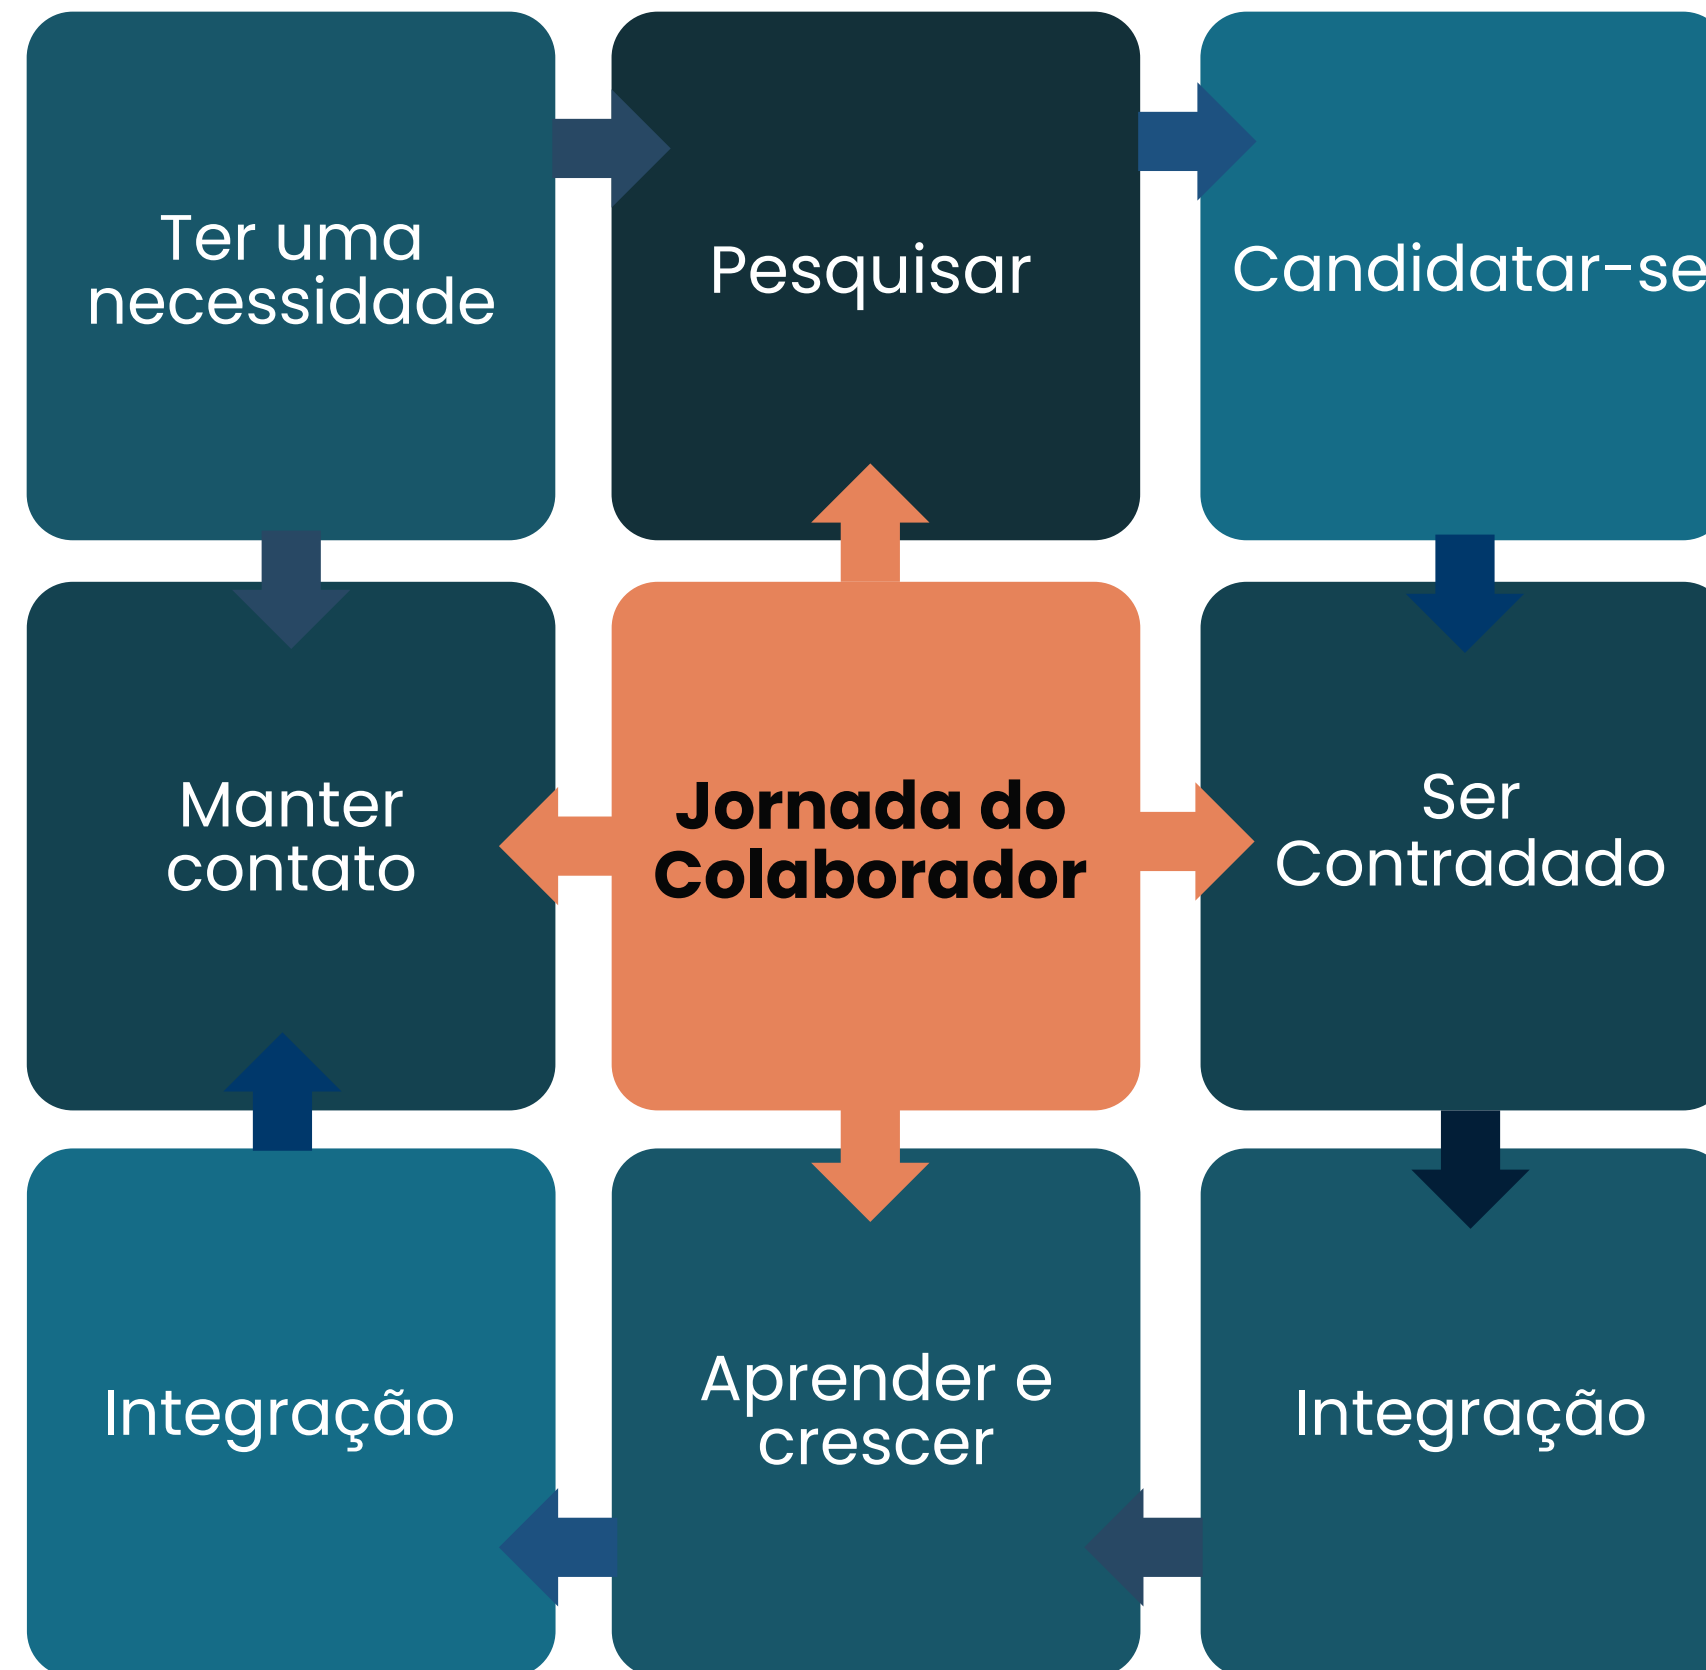 Ter uma
necessidade
Pesquisar
Candidatar-se
Manter
contato
Jornada do
Colaborador
Ser
Contradado
Integração
Aprender e
crescer
Integração